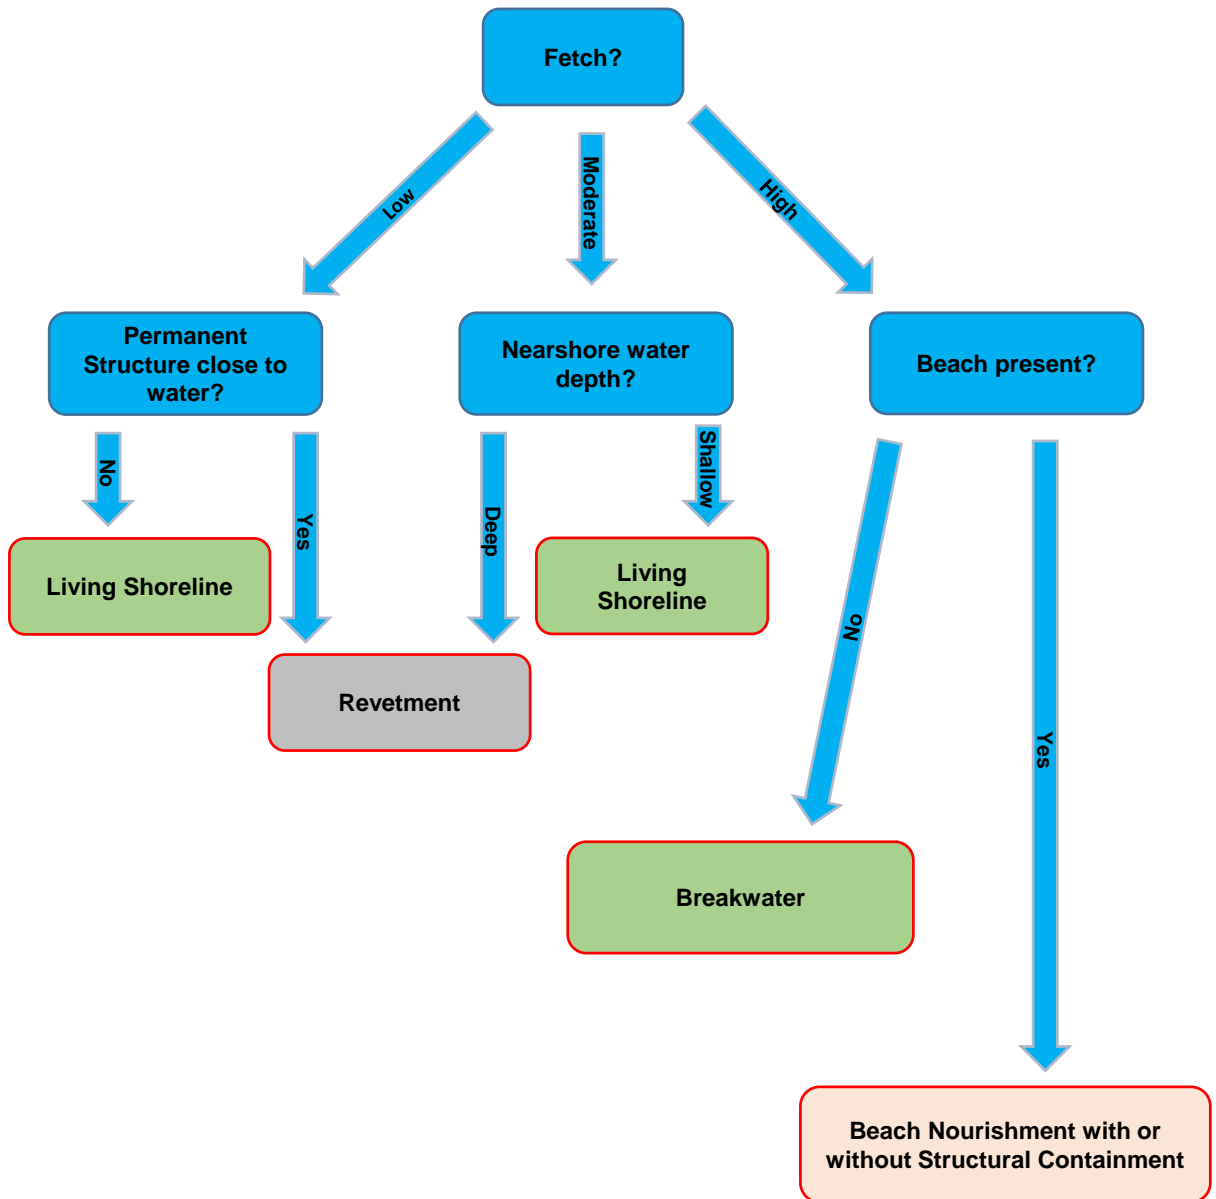 Fetch?
Low
Moderate
High
Permanent
Structure close to
water?
Nearshore water
depth?
Beach present?
No
Yes
Deep
Shallow
No
Yes
Living Shoreline
Living
Shoreline
Revetment
Breakwater
Beach Nourishment with or
without Structural Containment